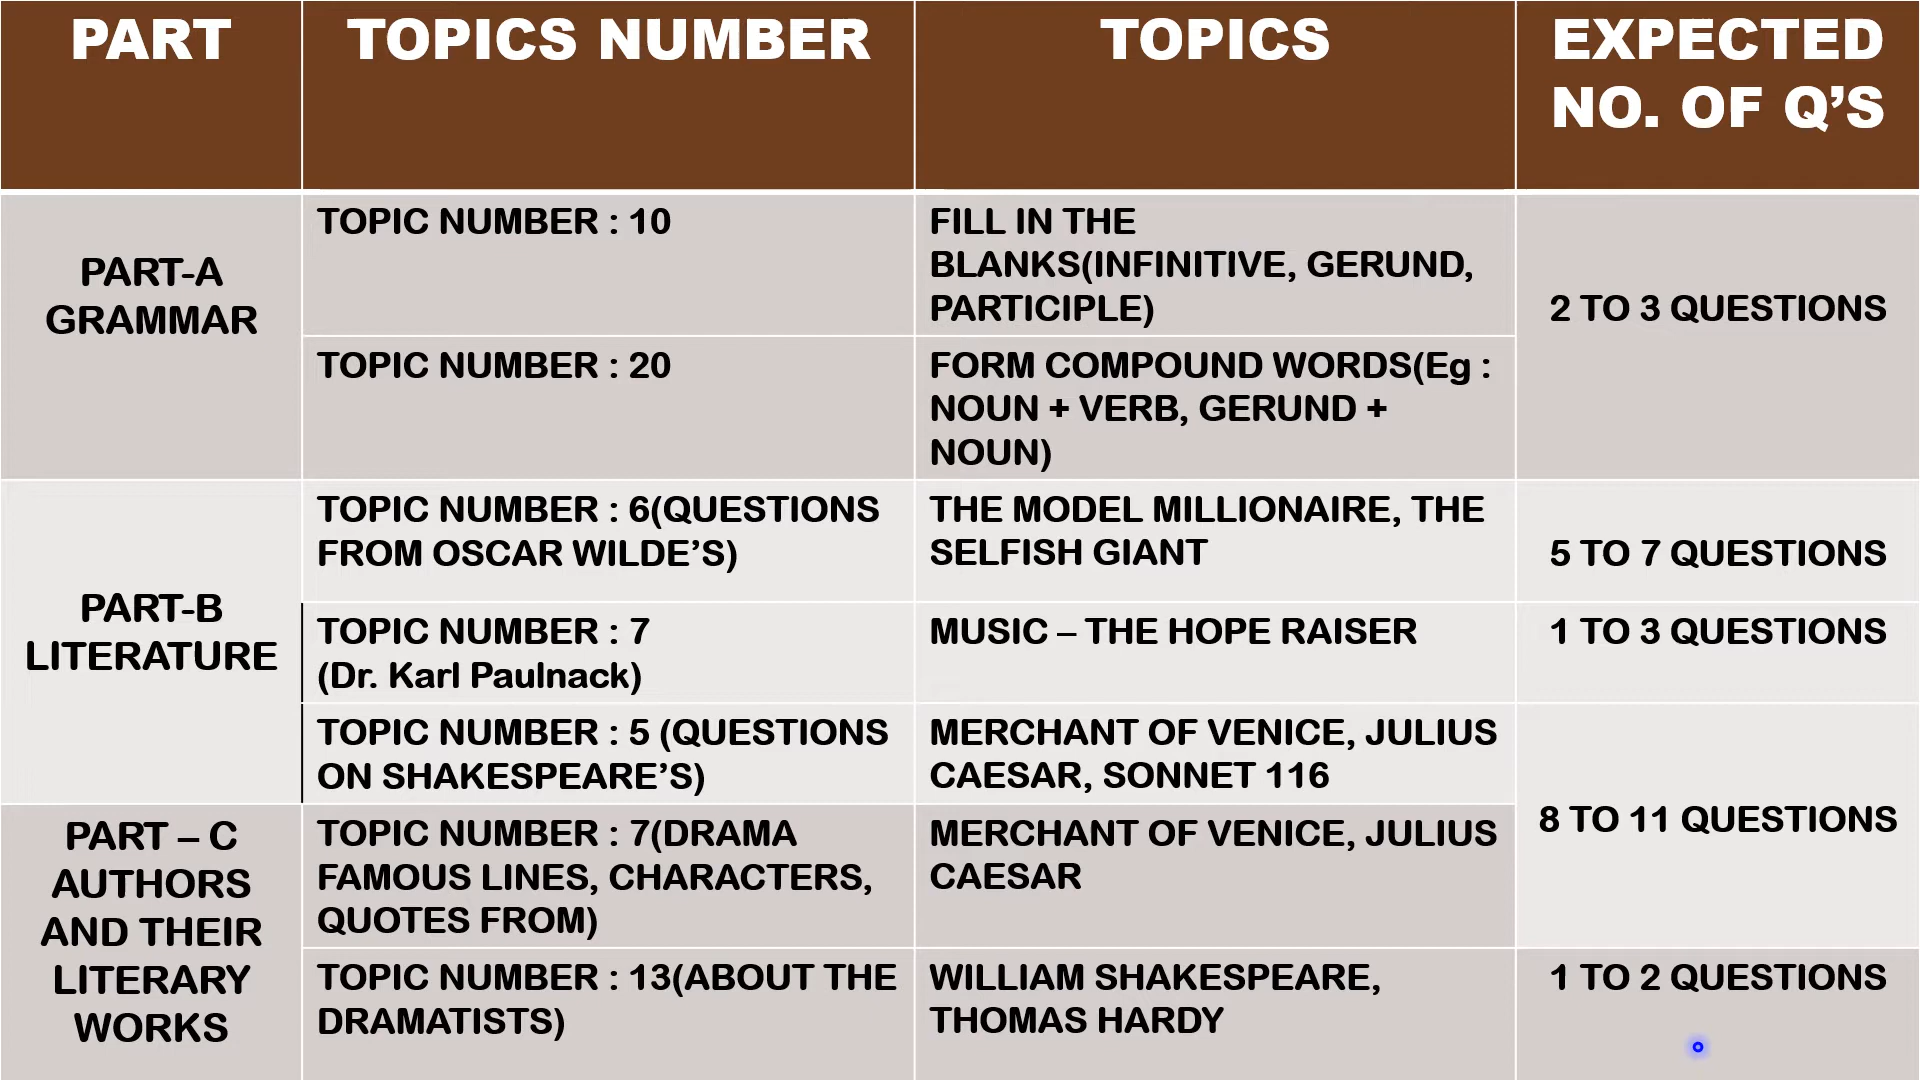 PART
TOPICS NUMBER
TOPICS
EXPECTED
NO. OF Q’S
PART-A
GRAMMAR
TOPIC NUMBER : 10
FILL IN THE
BLANKS(INFINITIVE, GERUND,
PARTICIPLE)
2 TO 3 QUESTIONS
TOPIC NUMBER : 20
FORM COMPOUND WORDS(Eg :
NOUN + VERB, GERUND +
NOUN)
PART-B
LITERATURE
TOPIC NUMBER : 6(QUESTIONS
FROM OSCAR WILDE’S)
THE MODEL MILLIONAIRE, THE
SELFISH GIANT
5 TO 7 QUESTIONS
TOPIC NUMBER : 7
(Dr. Karl Paulnack)
MUSIC – THE HOPE RAISER
1 TO 3 QUESTIONS
TOPIC NUMBER : 5 (QUESTIONS
ON SHAKESPEARE’S)
MERCHANT OF VENICE, JULIUS
CAESAR, SONNET 116
8 TO 11 QUESTIONS
PART – C
AUTHORS
AND THEIR
LITERARY
WORKS
TOPIC NUMBER : 7(DRAMA
FAMOUS LINES, CHARACTERS,
QUOTES FROM)
MERCHANT OF VENICE, JULIUS
CAESAR
TOPIC NUMBER : 13(ABOUT THE
DRAMATISTS)
WILLIAM SHAKESPEARE,
THOMAS HARDY
1 TO 2 QUESTIONS